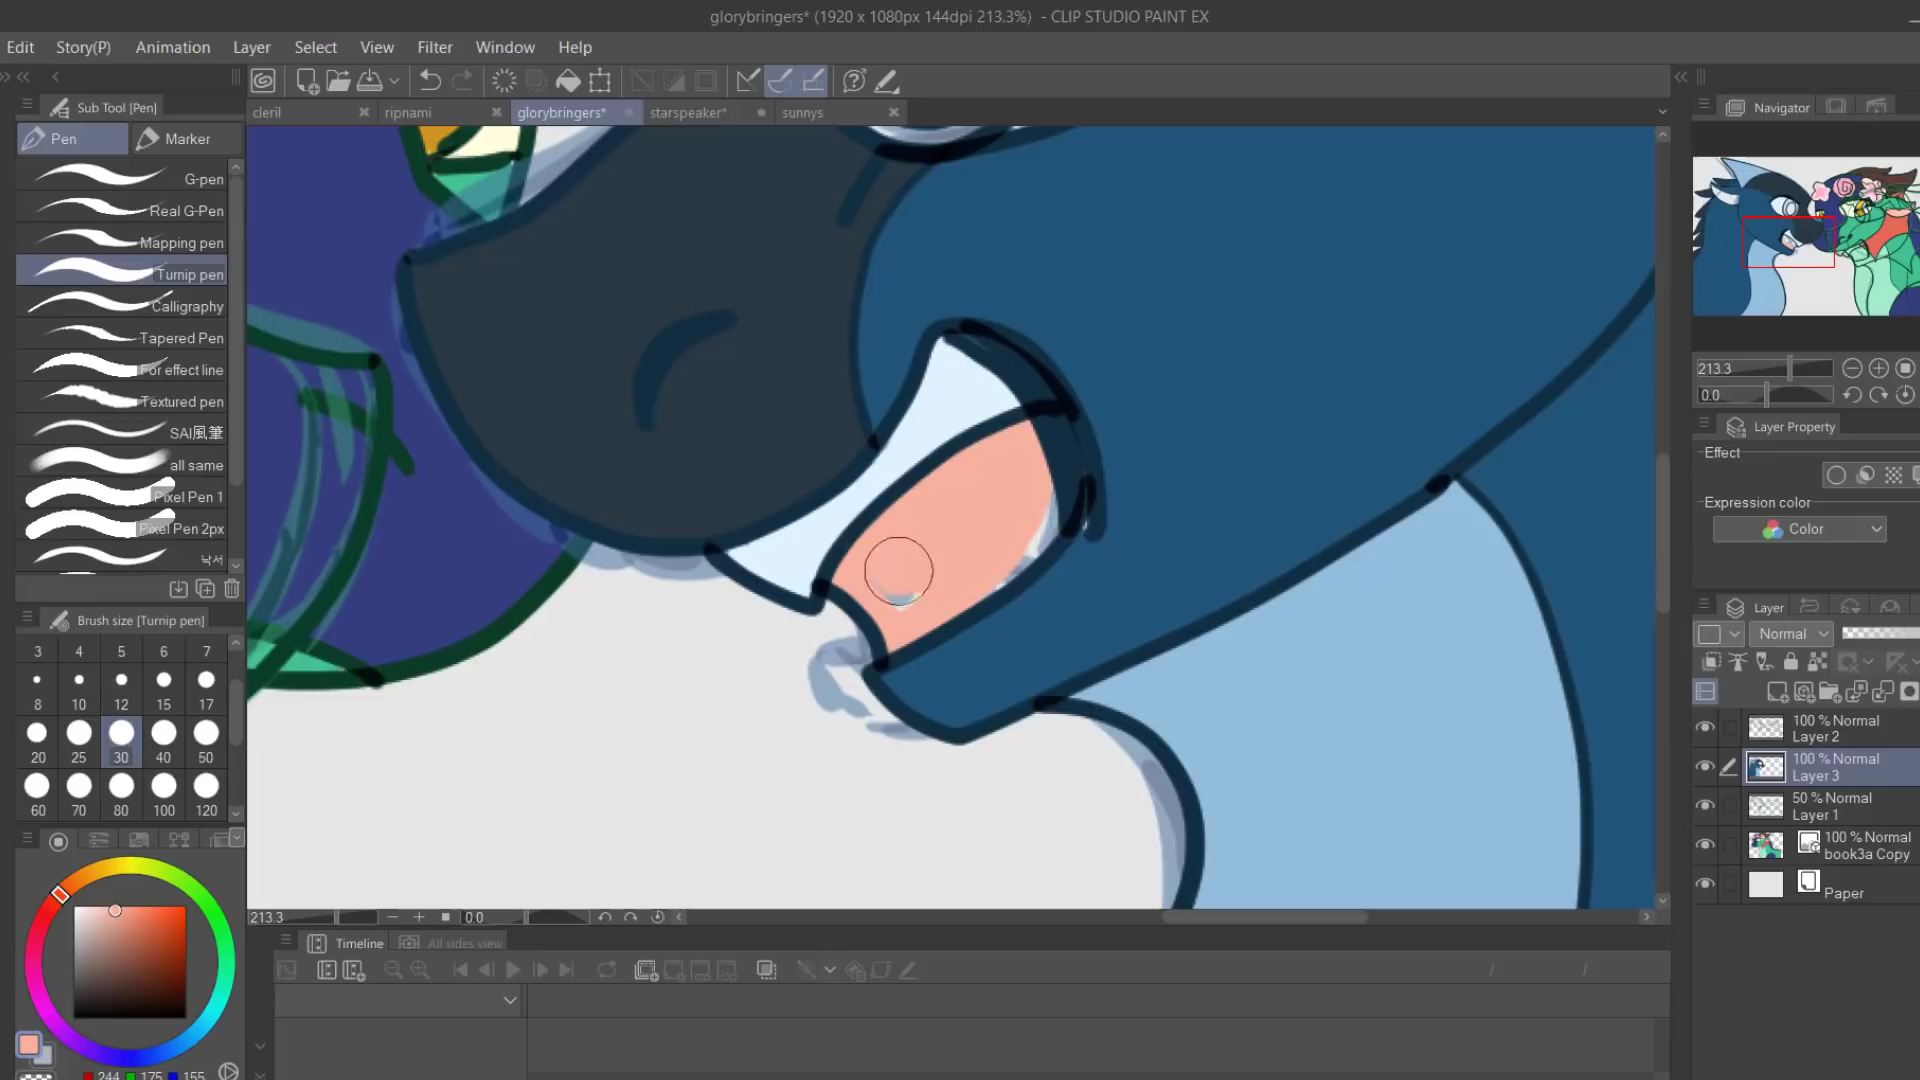 glorybringers* (1920 x 1080px 144dpi 213.3%) - CLIP STUDIO PAINT EX
Edit Story(P) Animation Layer Select View Filter Window Help
Sub Tool [Pen]
Pen Marker
G-pen
Real G-Pen
Mapping pen
Turnip pen
Calligraphy
Tapered Pen
For effect line
Textured pen
SAI風筆
all same
Pixel Pen 1
Pixel Pen 2px
낙서
Brush size [Turnip pen]
3 4 5 6 7
8 10 12 15 17
20 25 30 40 50
60 70 80 100 120
244 175 155
cleril ripnami glorybringers* starspeaker* sunnys
213.3 0.0
Timeline All sides view
Navigator
213.3
0.0
Layer Property
Effect
Expression color
Color
Layer
Normal
100 % Normal
Layer 2
100 % Normal
Layer 3
50 % Normal
Layer 1
100 % Normal
book3a Copy
Paper